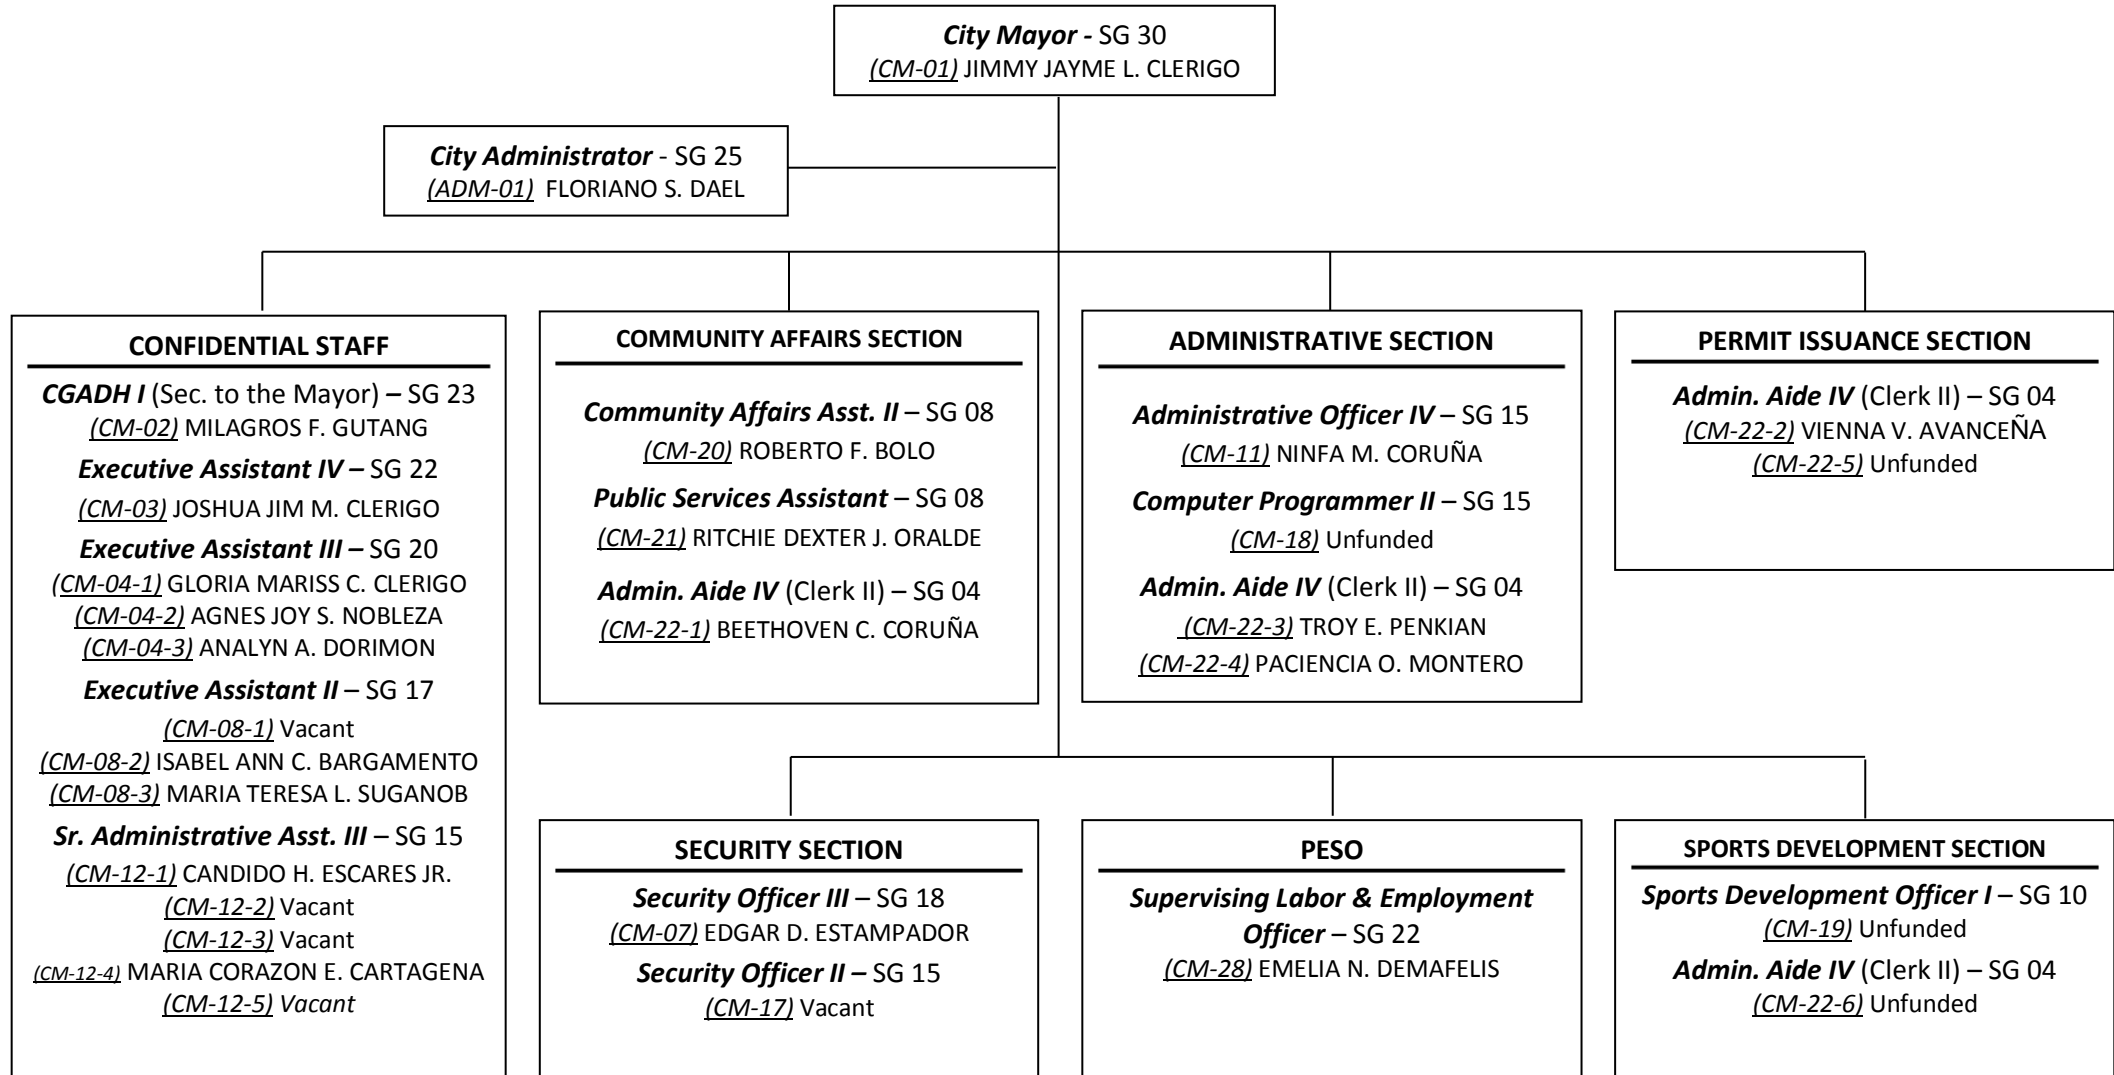 City Mayor - SG 30
(CM-01) JIMMY JAYME L. CLERIGO
City Administrator - SG 25
(ADM-01) FLORIANO S. DAEL
CONFIDENTIAL STAFF
CGADH I (Sec. to the Mayor) – SG 23
(CM-02) MILAGROS F. GUTANG
Executive Assistant IV – SG 22
(CM-03) JOSHUA JIM M. CLERIGO
Executive Assistant III – SG 20
(CM-04-1) GLORIA MARISS C. CLERIGO
(CM-04-2) AGNES JOY S. NOBLEZA
(CM-04-3) ANALYN A. DORIMON
Executive Assistant II – SG 17
(CM-08-1) Vacant
(CM-08-2) ISABEL ANN C. BARGAMENTO
(CM-08-3) MARIA TERESA L. SUGANOB
Sr. Administrative Asst. III – SG 15
(CM-12-1) CANDIDO H. ESCARES JR.
(CM-12-2) Vacant
(CM-12-3) Vacant
(CM-12-4) MARIA CORAZON E. CARTAGENA
(CM-12-5) Vacant
COMMUNITY AFFAIRS SECTION
Community Affairs Asst. II – SG 08
(CM-20) ROBERTO F. BOLO
Public Services Assistant – SG 08
(CM-21) RITCHIE DEXTER J. ORALDE
Admin. Aide IV (Clerk II) – SG 04
(CM-22-1) BEETHOVEN C. CORUÑA
ADMINISTRATIVE SECTION
Administrative Officer IV – SG 15
(CM-11) NINFA M. CORUÑA
Computer Programmer II – SG 15
(CM-18) Unfunded
Admin. Aide IV (Clerk II) – SG 04
(CM-22-3) TROY E. PENKIAN
(CM-22-4) PACIENCIA O. MONTERO
PERMIT ISSUANCE SECTION
Admin. Aide IV (Clerk II) – SG 04
(CM-22-2) VIENNA V. AVANCEÑA
(CM-22-5) Unfunded
SECURITY SECTION
Security Officer III – SG 18
(CM-07) EDGAR D. ESTAMPADOR
Security Officer II – SG 15
(CM-17) Vacant
PESO
Supervising Labor & Employment
Officer – SG 22
(CM-28) EMELIA N. DEMAFELIS
SPORTS DEVELOPMENT SECTION
Sports Development Officer I – SG 10
(CM-19) Unfunded
Admin. Aide IV (Clerk II) – SG 04
(CM-22-6) Unfunded